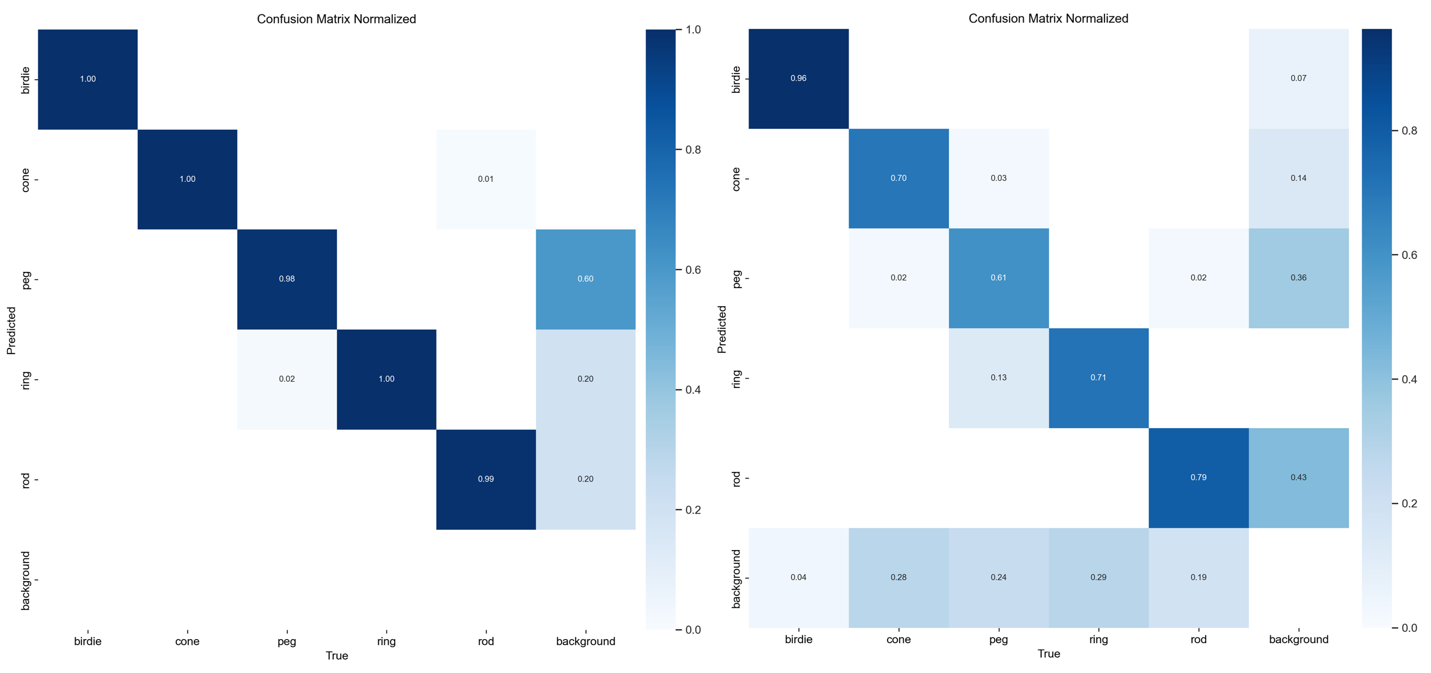 Confusion Matrix Normalized
birdie
cone
peg
ring
rod
background
Predicted
1.00
1.00 0.01
0.98 0.60
0.02 1.00 0.20
0.99 0.20
birdie cone peg ring rod background
True
1.0
0.8
0.6
0.4
0.2
0.0
Confusion Matrix Normalized
birdie
cone
peg
ring
rod
background
Predicted
0.96 0.07
0.70 0.03 0.14
0.02 0.61 0.02 0.36
0.13 0.71
0.79 0.43
0.04 0.28 0.24 0.29 0.19
birdie cone peg ring rod background
True
0.8
0.6
0.4
0.2
0.0